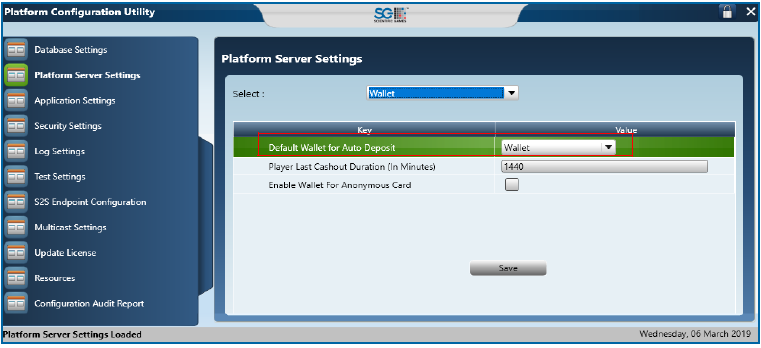 Platform Configuration Utility
SG
SCIENTIFIC GAMES
Database Settings
Platform Server Settings
Application Settings
Security Settings
Log Settings
Test Settings
S2S Endpoint Configuration
Multicast Settings
Update License
Resources
Configuration Audit Report
Platform Server Settings
Select : Wallet
Key Value
Default Wallet for Auto Deposit Wallet
Player Last Cashout Duration (In Minutes) 1440
Enable Wallet For Anonymous Card
Save
Platform Server Settings Loaded Wednesday, 06 March 2019